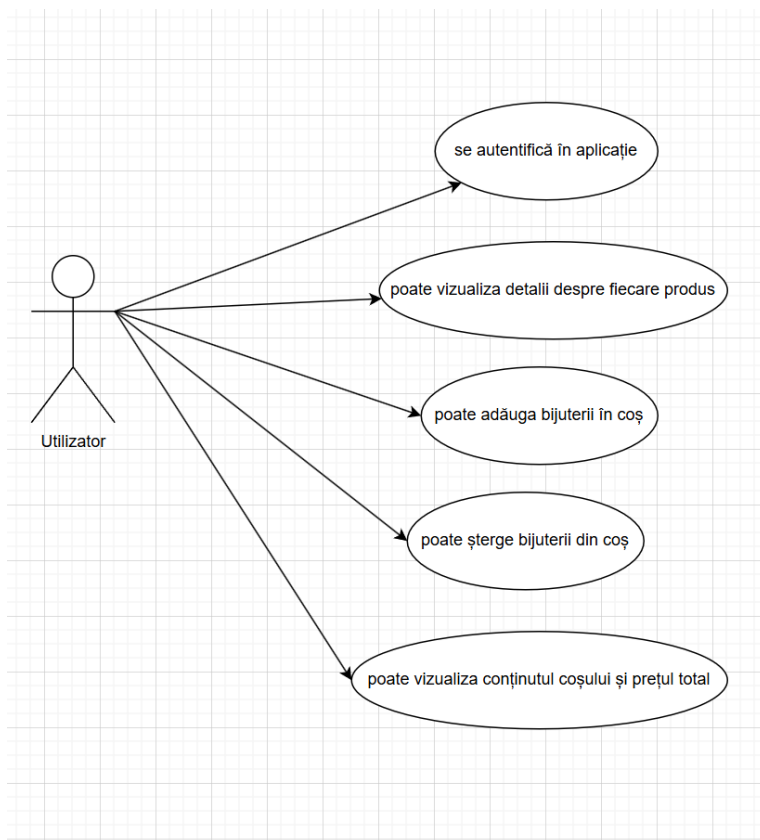 se autentifică în aplicație
poate vizualiza detalii despre fiecare produs
poate adăuga bijuterii în coș
Utilizator
poate șterge bijuterii din coș
poate vizualiza conținutul coșului și prețul total